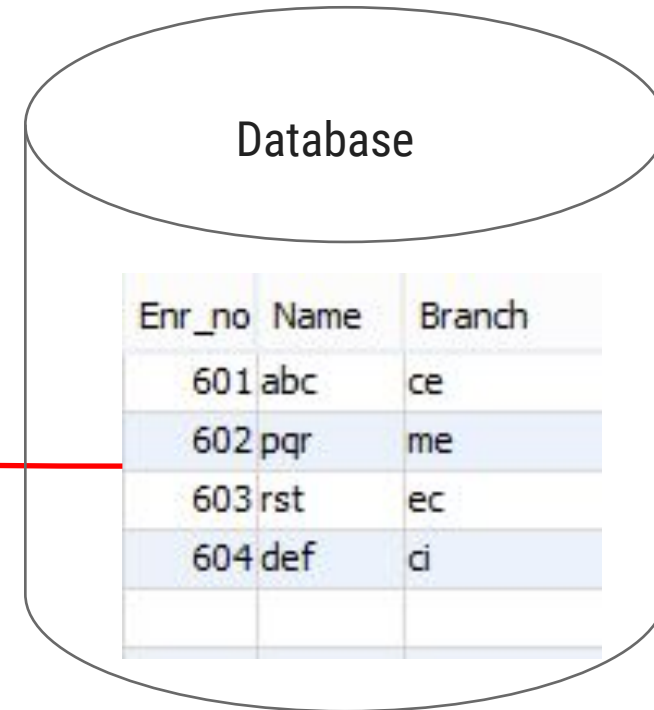 Database
Enr_no Name Branch
601 abc ce
602 pqr me
603 rst ec
604 def ci